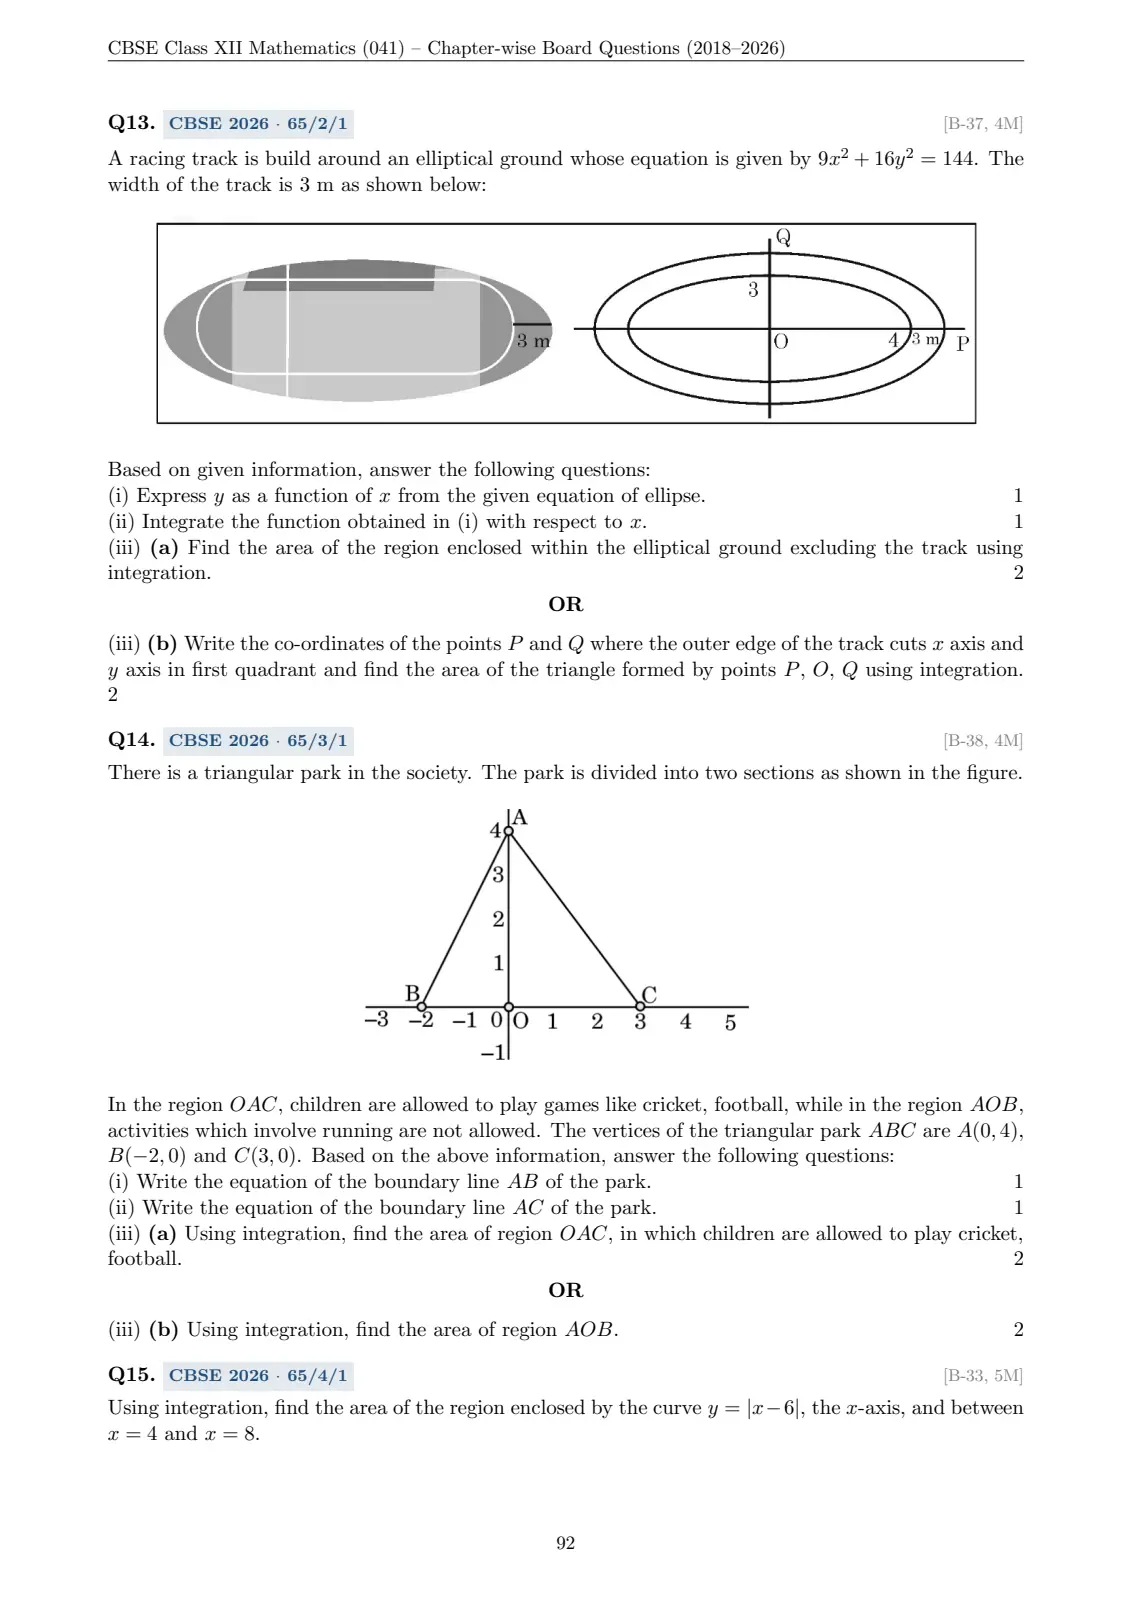 CBSE Class XII Mathematics (041) – Chapter-wise Board Questions (2018–2026)
Q13. CBSE 2026 · 65/2/1 [B-37, 4M]
A racing track is build around an elliptical ground whose equation is given by 9x² + 16y² = 144. The
width of the track is 3 m as shown below:
3 m
Q
3
O
4
3 m
P
Based on given information, answer the following questions:
(i) Express y as a function of x from the given equation of ellipse. 1
(ii) Integrate the function obtained in (i) with respect to x. 1
(iii) (a) Find the area of the region enclosed within the elliptical ground excluding the track using
integration. 2
OR
(iii) (b) Write the co-ordinates of the points P and Q where the outer edge of the track cuts x axis and
y axis in first quadrant and find the area of the triangle formed by points P, O, Q using integration.
2
Q14. CBSE 2026 · 65/3/1 [B-38, 4M]
There is a triangular park in the society. The park is divided into two sections as shown in the figure.
A
4
3
2
1
B C
–3 –2 –1 0 O 1 2 3 4 5
–1
In the region OAC, children are allowed to play games like cricket, football, while in the region AOB,
activities which involve running are not allowed. The vertices of the triangular park ABC are A(0, 4),
B(−2, 0) and C(3, 0). Based on the above information, answer the following questions:
(i) Write the equation of the boundary line AB of the park. 1
(ii) Write the equation of the boundary line AC of the park. 1
(iii) (a) Using integration, find the area of region OAC, in which children are allowed to play cricket,
football. 2
OR
(iii) (b) Using integration, find the area of region AOB. 2
Q15. CBSE 2026 · 65/4/1 [B-33, 5M]
Using integration, find the area of the region enclosed by the curve y = |x − 6|, the x-axis, and between
x = 4 and x = 8.
92